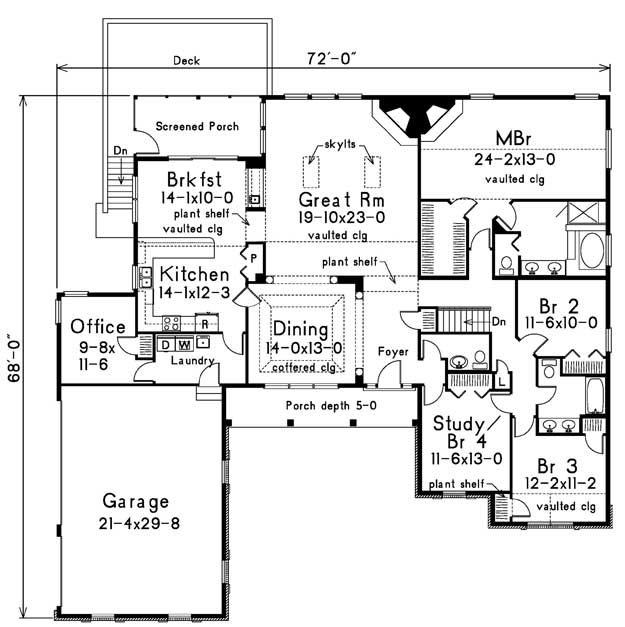 Deck
72'-0"
Screened Porch
Dn
skylts
MBr
24-2x13-0
vaulted clg
Brkfst
14-1x10-0
plant shelf
vaulted clg
Great Rm
19-10x23-0
vaulted clg
plant shelf
P
Kitchen
14-1x12-3
R
Office
9-8x
11-6
D W
Laundry
Dining
14-0x13-0
coffered clg
Foyer
Dn
Br 2
11-6x10-0
L
Porch depth 5-0
Study/
Br 4
11-6x13-0
plant shelf
Br 3
12-2x11-2
vaulted clg
Garage
21-4x29-8
68'-0"